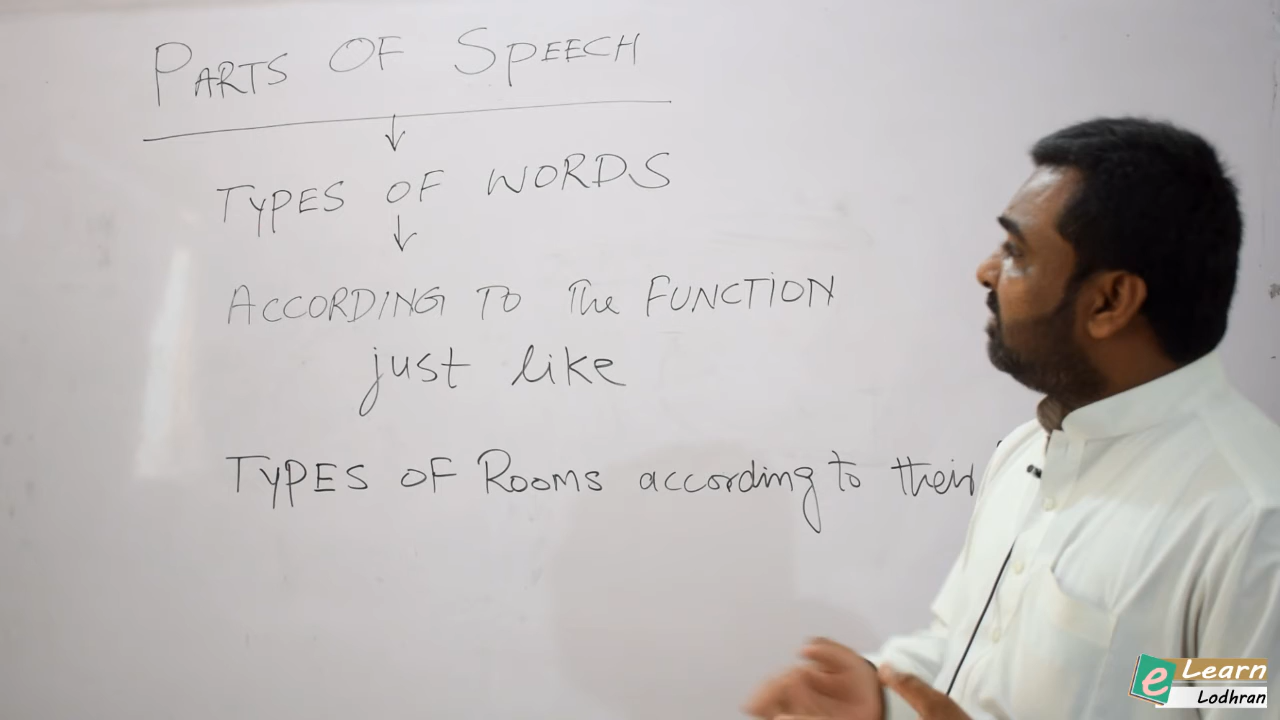 PARTS OF SPEECH
TYPES OF WORDS
ACCORDING TO The FUNCTION
just like
TYPES OF ROOMS according to their
e Learn
Lodhran